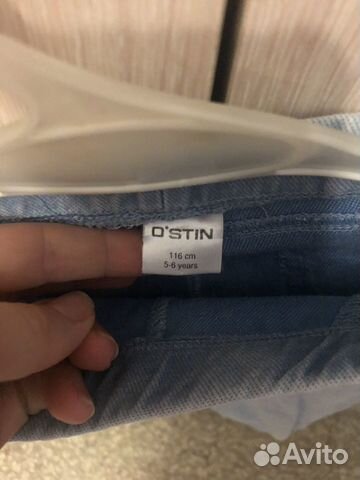 O'STIN
116 cm
5-6 years
Avito